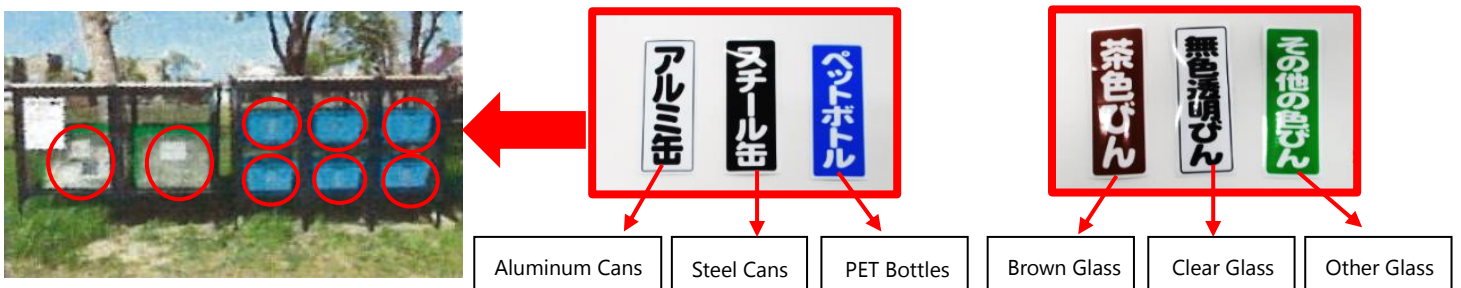 アルミ缶
スチール缶
ペットボトル
茶色びん
無色透明びん
その他の色びん
Aluminum Cans
Steel Cans
PET Bottles
Brown Glass
Clear Glass
Other Glass